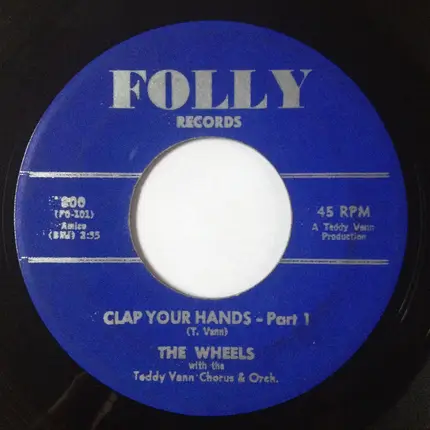 FOLLY
RECORDS
800
(FO-101)
Amico
(BMI) 2:35
45 RPM
A Teddy Vann
Production
CLAP YOUR HANDS - Part 1
(T. Vann)
THE WHEELS
with the
Teddy Vann Chorus & Orch.